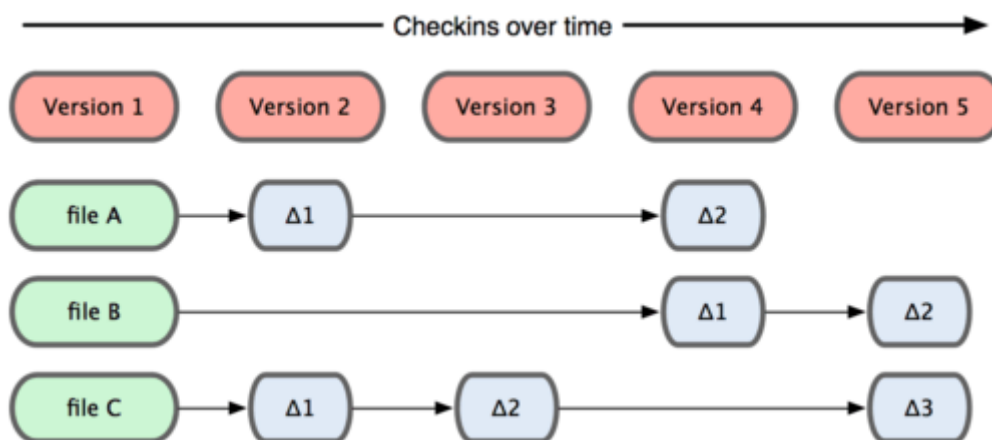 Checkins over time
Version 1 Version 2 Version 3 Version 4 Version 5
file A Δ1 Δ2
file B Δ1 Δ2
file C Δ1 Δ2 Δ3